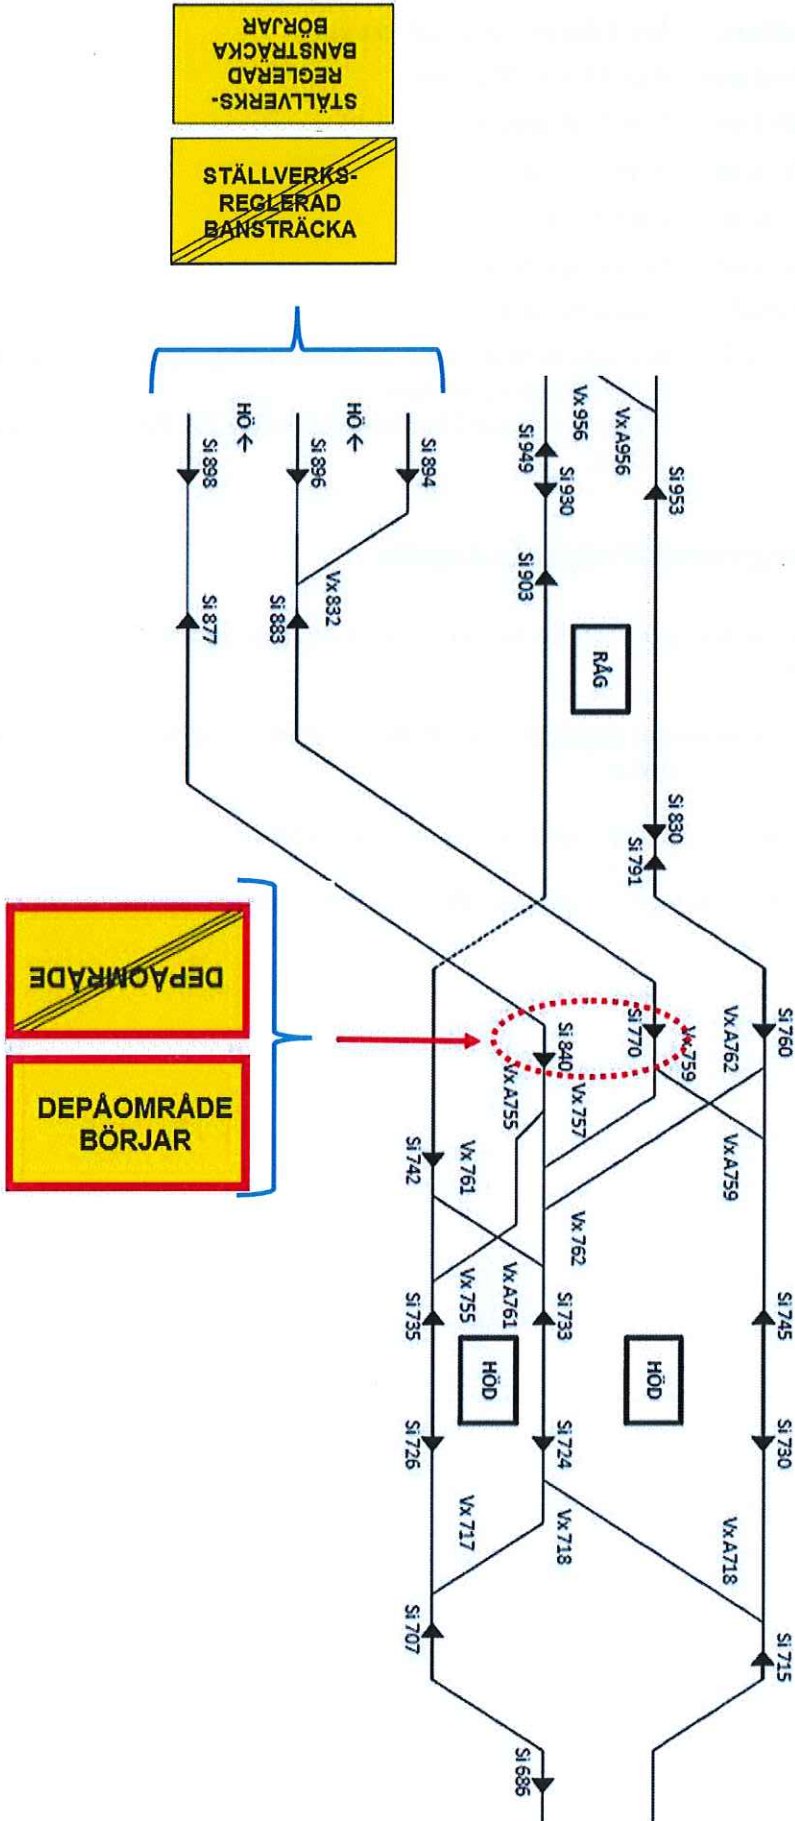 STÄLLVERKS-
REGLERAD
BANSTRÄCKA
BÖRJAR
STÄLLVERKS-
REGLERAD
BANSTRÄCKA
HÖ ←
HÖ ←
Si 898
Si 896
Si 894
Vx 832
Si 877
Si 883
Vx 956
Vx A956
Si 949
Si 930
Si 953
Si 903
RÅG
Si 830
Si 791
Si 760
Vx A762
Vx 759
Si 770
Si 840
Vx A755
Vx 757
Vx A759
Si 742
Vx 761
Vx 762
Vx 755
Vx A761
Si 735
Si 733
Si 745
HÖD
HÖD
Si 726
Si 724
Si 730
Vx 717
Vx 718
Vx A718
Si 707
Si 715
Si 686
DEPÅOMRÅDE
DEPÅOMRÅDE
BÖRJAR